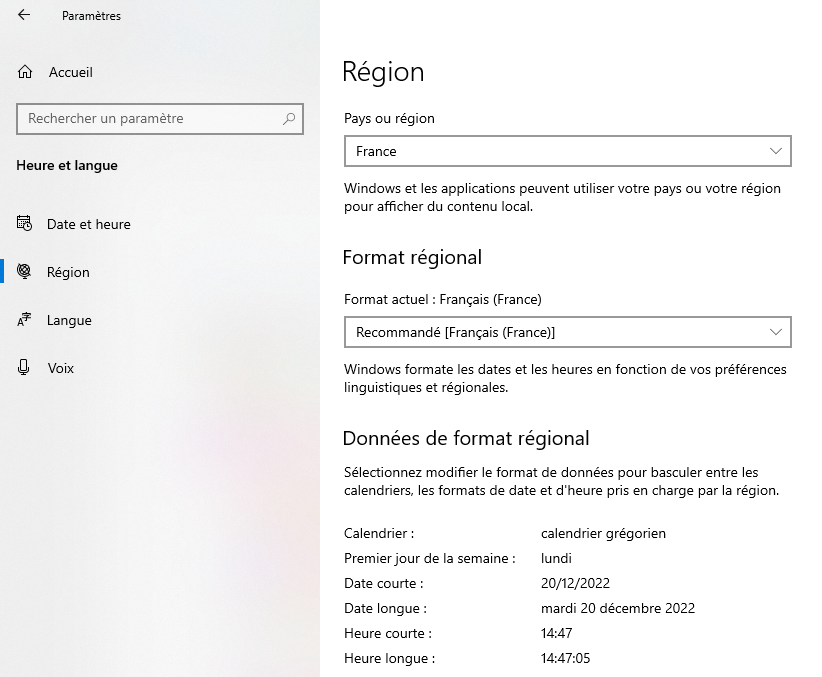 Paramètres
Accueil
Rechercher un paramètre
Heure et langue
Date et heure
Région
Langue
Voix
Région
Pays ou région
France
Windows et les applications peuvent utiliser votre pays ou votre région
pour afficher du contenu local.
Format régional
Format actuel : Français (France)
Recommandé [Français (France)]
Windows formate les dates et les heures en fonction de vos préférences
linguistiques et régionales.
Données de format régional
Sélectionnez modifier le format de données pour basculer entre les
calendriers, les formats de date et d'heure pris en charge par la région.
Calendrier : calendrier grégorien
Premier jour de la semaine : lundi
Date courte : 20/12/2022
Date longue : mardi 20 décembre 2022
Heure courte : 14:47
Heure longue : 14:47:05